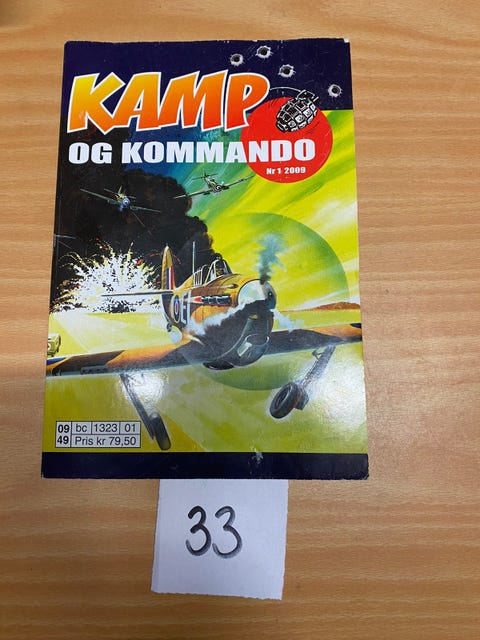 KAMP
OG KOMMANDO
Nr 1 2009
09 bc 1323 01
49 Pris kr 79,50
33